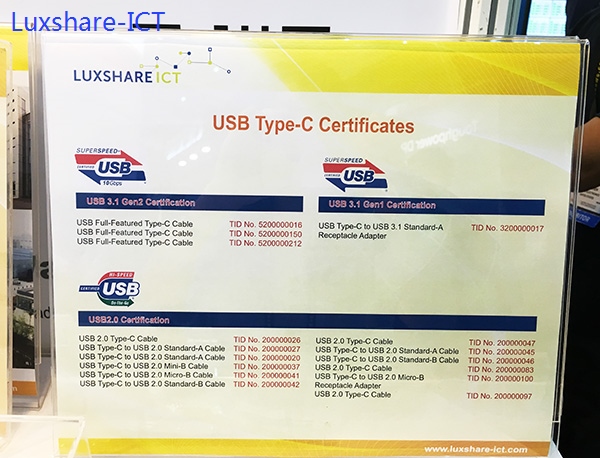 Luxshare-ICT
LUXSHARE ICT
USB Type-C Certificates
SUPERSPEED
CERTIFIED
USB
10Gbps
SUPERSPEED
CERTIFIED
USB
USB 3.1 Gen2 Certification
USB 3.1 Gen1 Certification
USB Full-Featured Type-C Cable TID No. 5200000016
USB Full-Featured Type-C Cable TID No. 5200000150
USB Full-Featured Type-C Cable TID No. 5200000212
USB Type-C to USB 3.1 Standard-A TID No. 3200000017
Receptacle Adapter
HI-SPEED
CERTIFIED
USB
On-The-Go
USB2.0 Certification
USB 2.0 Type-C Cable TID No. 200000026
USB Type-C to USB 2.0 Standard-A Cable TID No. 200000027
USB Type-C to USB 2.0 Standard-A Cable TID No. 200000020
USB Type-C to USB 2.0 Mini-B Cable TID No. 200000037
USB Type-C to USB 2.0 Micro-B Cable TID No. 200000041
USB Type-C to USB 2.0 Standard-B Cable TID No. 200000042
USB 2.0 Type-C Cable TID No. 200000047
USB Type-C to USB 2.0 Standard-A Cable TID No. 200000045
USB Type-C to USB 2.0 Standard-B Cable TID No. 200000046
USB 2.0 Type-C Cable TID No. 200000083
USB Type-C to USB 2.0 Micro-B TID No. 200000100
Receptacle Adapter
USB 2.0 Type-C Cable TID No. 200000097
www.luxshare-ict.com